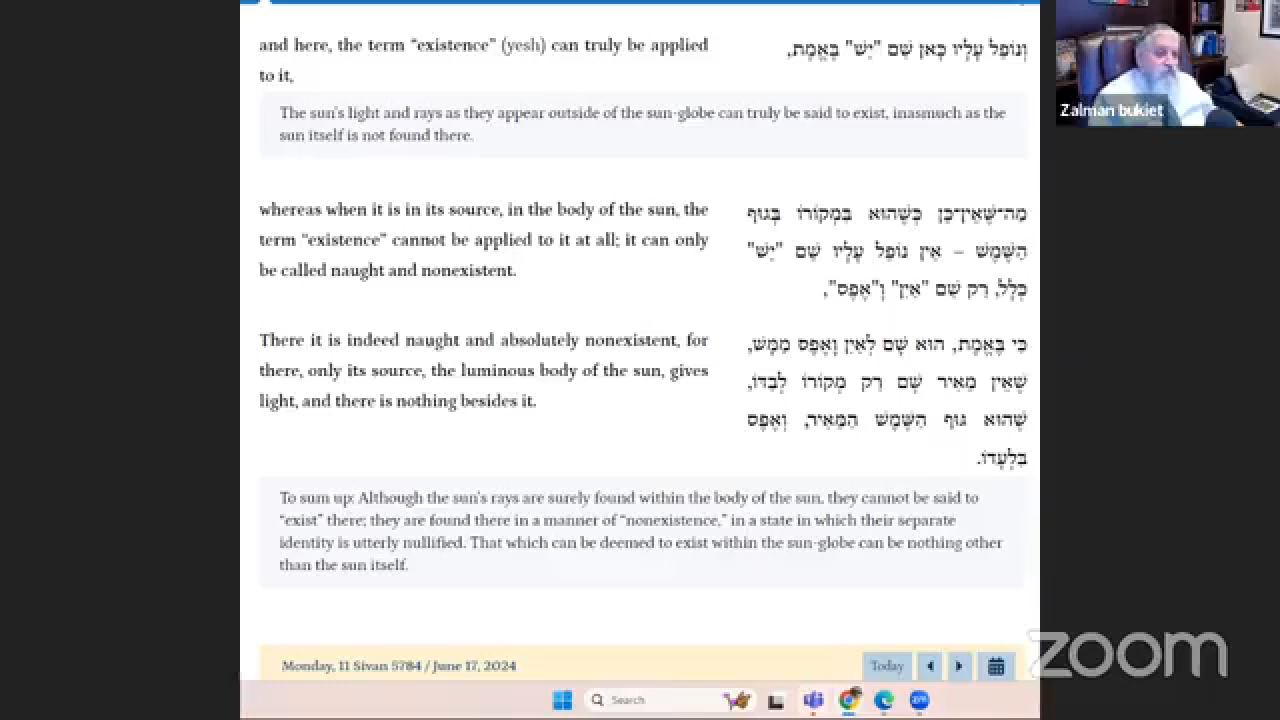 and here, the term “existence” (yesh) can truly be applied
to it,
וְנוֹפֵל עָלָיו כָּאן שֵׁם "יֵשׁ" בֶּאֱמֶת,
The sun’s light and rays as they appear outside of the sun-globe can truly be said to exist, inasmuch as the
sun itself is not found there.
whereas when it is in its source, in the body of the sun, the
term “existence” cannot be applied to it at all; it can only
be called naught and nonexistent.
מַה־שֶּׁאֵין־כֵּן כְּשֶׁהוּא בִּמְקוֹרוֹ בְּגוּף
הַשֶּׁמֶשׁ – אֵין נוֹפֵל עָלָיו שֵׁם "יֵשׁ"
כְּלָל, רַק שֵׁם "אַיִן" וָ"אֶפֶס",
There it is indeed naught and absolutely nonexistent, for
there, only its source, the luminous body of the sun, gives
light, and there is nothing besides it.
כִּי בֶּאֱמֶת, הוּא שָׁם לְאַיִן וָאֶפֶס מַמָּשׁ,
שֶׁאֵין מֵאִיר שָׁם רַק מְקוֹרוֹ לְבַדּוֹ,
שֶׁהוּא גּוּף הַשֶּׁמֶשׁ הַמֵּאִיר, וְאֶפֶס
בִּלְעָדוֹ.
To sum up: Although the sun’s rays are surely found within the body of the sun, they cannot be said to
“exist” there; they are found there in a manner of “nonexistence,” in a state in which their separate
identity is utterly nullified. That which can be deemed to exist within the sun-globe can be nothing other
than the sun itself.
Monday, 11 Sivan 5784 / June 17, 2024
Today
Search
Zalman bukiet
zoom